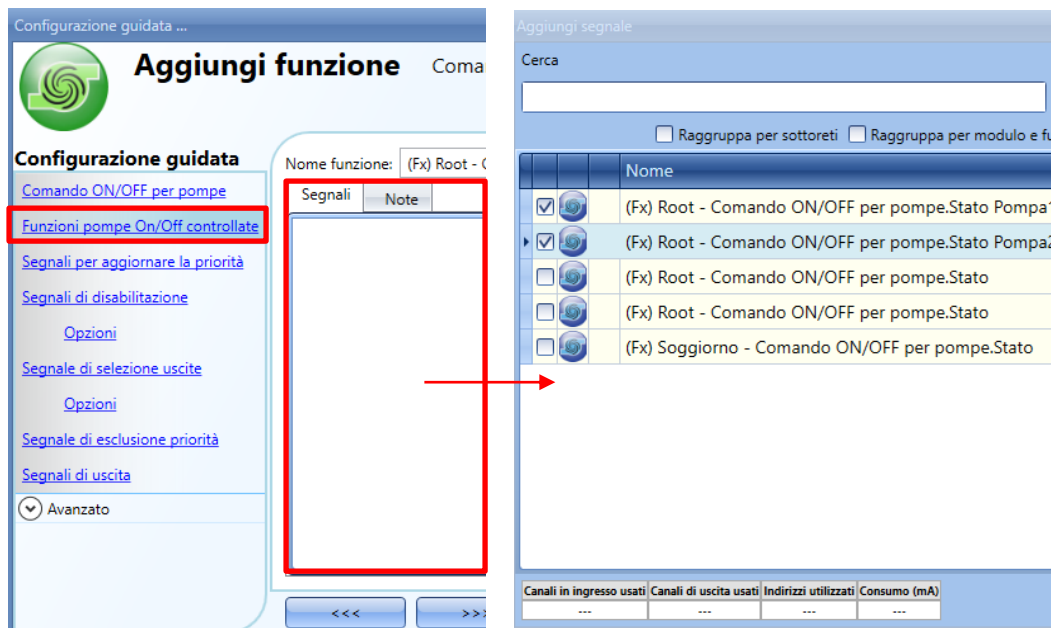 Configurazione guidata ...
Aggiungi funzione
Configurazione guidata
Comando ON/OFF per pompe
Funzioni pompe On/Off controllate
Segnali per aggiornare la priorità
Segnali di disabilitazione
Opzioni
Segnale di selezione uscite
Opzioni
Segnale di esclusione priorità
Segnali di uscita
Avanzato
Nome funzione: (Fx) Root -
Segnali Note
<<< >>>
Aggiungi segnale
Cerca
Raggruppa per sottoreti Raggruppa per modulo e
Nome
(Fx) Root - Comando ON/OFF per pompe.Stato Pompa1
(Fx) Root - Comando ON/OFF per pompe.Stato Pompa2
(Fx) Root - Comando ON/OFF per pompe.Stato
(Fx) Root - Comando ON/OFF per pompe.Stato
(Fx) Soggiorno - Comando ON/OFF per pompe.Stato
Canali in ingresso usati Canali di uscita usati Indirizzi utilizzati Consumo (mA)
--- --- --- ---